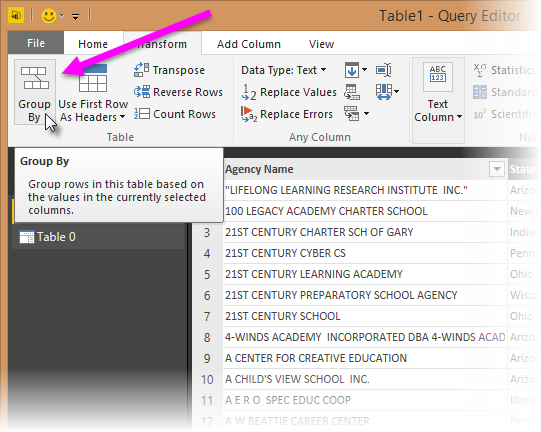 Table1 - Query Editor
File Home Transform Add Column View
Group By
Use First Row As Headers
Transpose
Reverse Rows
Count Rows
Table
Data Type: Text
Replace Values
Replace Errors
Any Column
ABC
123
Text Column
Statistics
Standard
10² Scientific
Group By
Group rows in this table based on
the values in the currently selected
columns.
Table 0
Agency Name State
"LIFELONG LEARNING RESEARCH INSTITUTE INC." Arizo
100 LEGACY ACADEMY CHARTER SCHOOL New
3 21ST CENTURY CHARTER SCH OF GARY Indian
4 21ST CENTURY CYBER CS Penns
5 21ST CENTURY LEARNING ACADEMY Ohio
6 21ST CENTURY PREPARATORY SCHOOL AGENCY Wisco
7 21ST CENTURY SCHOOL Ohio
8 4-WINDS ACADEMY INCORPORATED DBA 4-WINDS ACAD Arizo
9 A CENTER FOR CREATIVE EDUCATION Arizo
10 A CHILD'S VIEW SCHOOL INC. Arizo
11 A E R O SPEC EDUC COOP Illinoi
12 A W BEATTIE CAREER CENTER